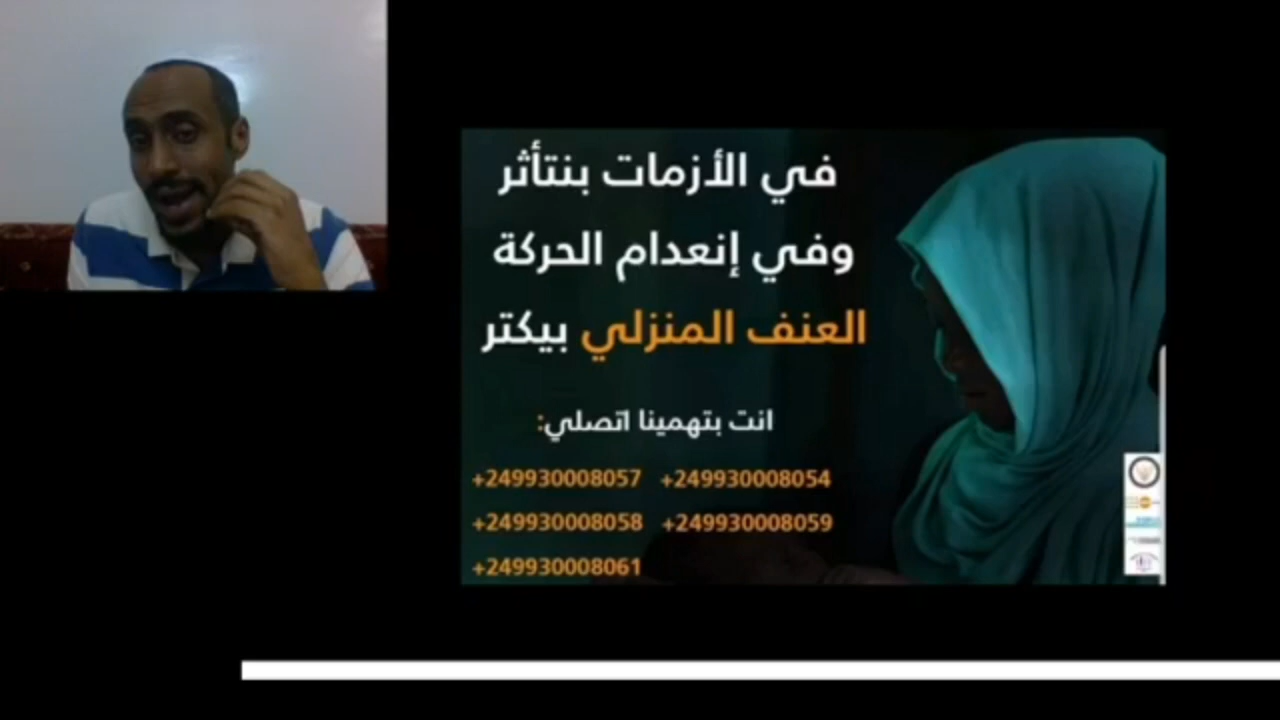 في الأزمات بنتأثر
وفي إنعدام الحركة
العنف المنزلي بيكتر
انت بتهمينا اتصلي:
+249930008057 +249930008054
+249930008058 +249930008059
+249930008061